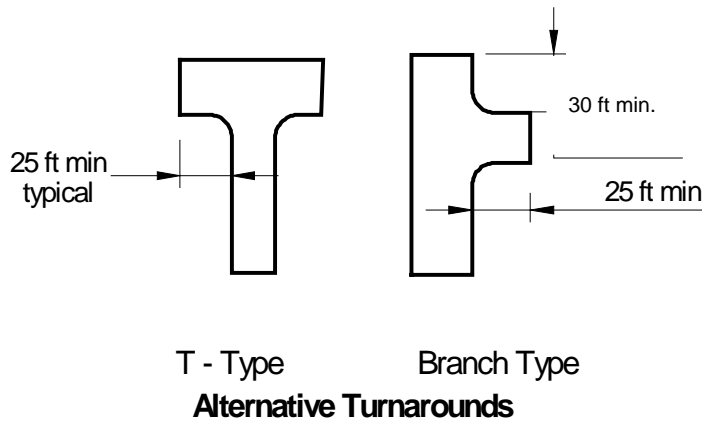 25 ft min
typical
30 ft min.
25 ft min
T - Type
Branch Type
Alternative Turnarounds